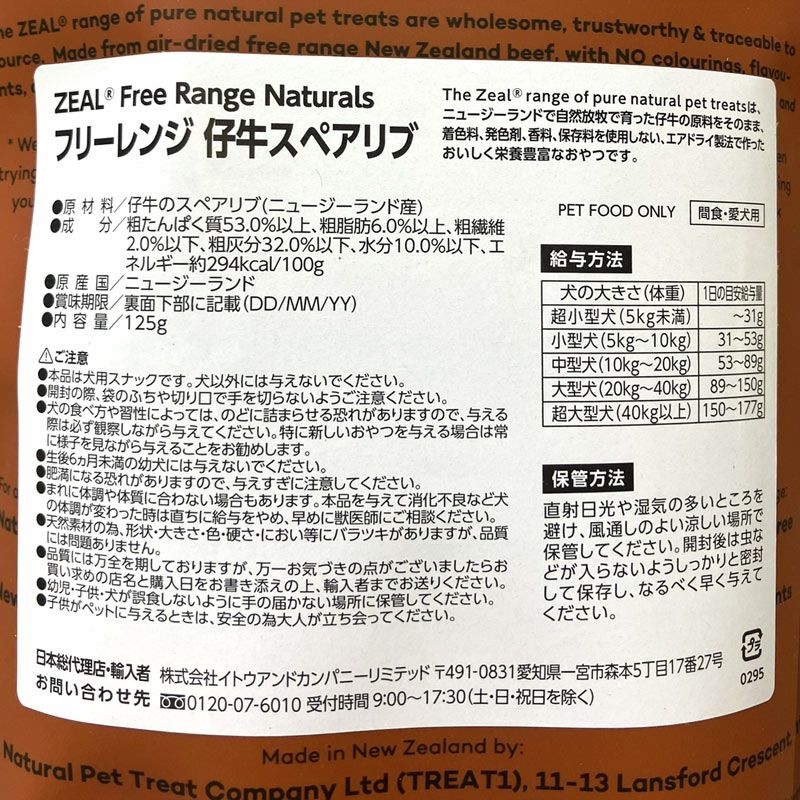 he ZEAL® range of pure natural pet treats are wholesome, trustworthy & traceable to
ource. Made from air-dried free range New Zealand beef, with NO colourings, flavou-
ZEAL® Free Range Naturals
フリーレンジ 仔牛スペアリブ
The Zeal® range of pure natural pet treatsは、
ニュージーランドで自然放牧で育った仔牛の原料をそのまま、
着色料、発色剤、香料、保存料を使用しない、エアドライ製法で作った
おいしく栄養豊富なおやつです。
●原材料/仔牛のスペアリブ(ニュージーランド産)
●成 分/粗たんぱく質53.0%以上、粗脂肪6.0%以上、粗繊維
2.0%以下、粗灰分32.0%以下、水分10.0%以下、エ
ネルギー約294kcal/100g
●原産国/ニュージーランド
●賞味期限/裏面下部に記載(DD/MM/YY)
●内容量/125g
PET FOOD ONLY 間食・愛犬用
給与方法
犬の大きさ(体重) 1日の目安給与量
超小型犬(5kg未満) ~31g
小型犬(5kg~10kg) 31~53g
中型犬(10kg~20kg) 53~89g
大型犬(20kg~40kg) 89~150g
超大型犬(40kg以上) 150~177g
⚠ご注意
●本品は犬用スナックです。犬以外には与えないでください。
●開封の際、袋のふちや切り口で手を切らないようご注意ください。
●犬の食べ方や習性によっては、のどに詰まらせる恐れがありますので、与える
際は必ず観察しながら与えてください。特に新しいおやつを与える場合は常
に様子を見ながら与えることをお勧めします。
●生後6ヵ月未満の幼犬には与えないでください。
●肥満になる恐れがありますので、与えすぎに注意してください。
●まれに体調や体質に合わない場合もあります。本品を与えて消化不良など犬
の体調が変わった時は直ちに給与をやめ、早めに獣医師にご相談ください。
●天然素材の為、形状・大きさ・色・硬さ・におい等にバラツキがありますが、品質
には問題ありません。
●品質には万全を期しておりますが、万一お気づきの点がございましたらお
買い求めの店名と購入日をお書き添えの上、輸入者までお送りください。
●幼児・子供・犬が誤食しないように手の届かない場所に保管してください。
●子供がペットに与えるときは、安全の為大人が立ち会ってください。
保管方法
直射日光や湿気の多いところを
避け、風通しのよい涼しい場所で
保管してください。開封後は虫な
どが入らないようしっかりと密封
して保存し、なるべく早く与えて
ください。
日本総代理店・輸入者 株式会社イトウアンドカンパニーリミテッド 〒491-0831愛知県一宮市森本5丁目17番27号
お問い合わせ先 0120-07-6010 受付時間 9:00~17:30(土・日・祝日を除く)
プラ
0295
Made in New Zealand by:
Natural Pet Treat Company Ltd (TREAT1), 11-13 Lansford Crescent,